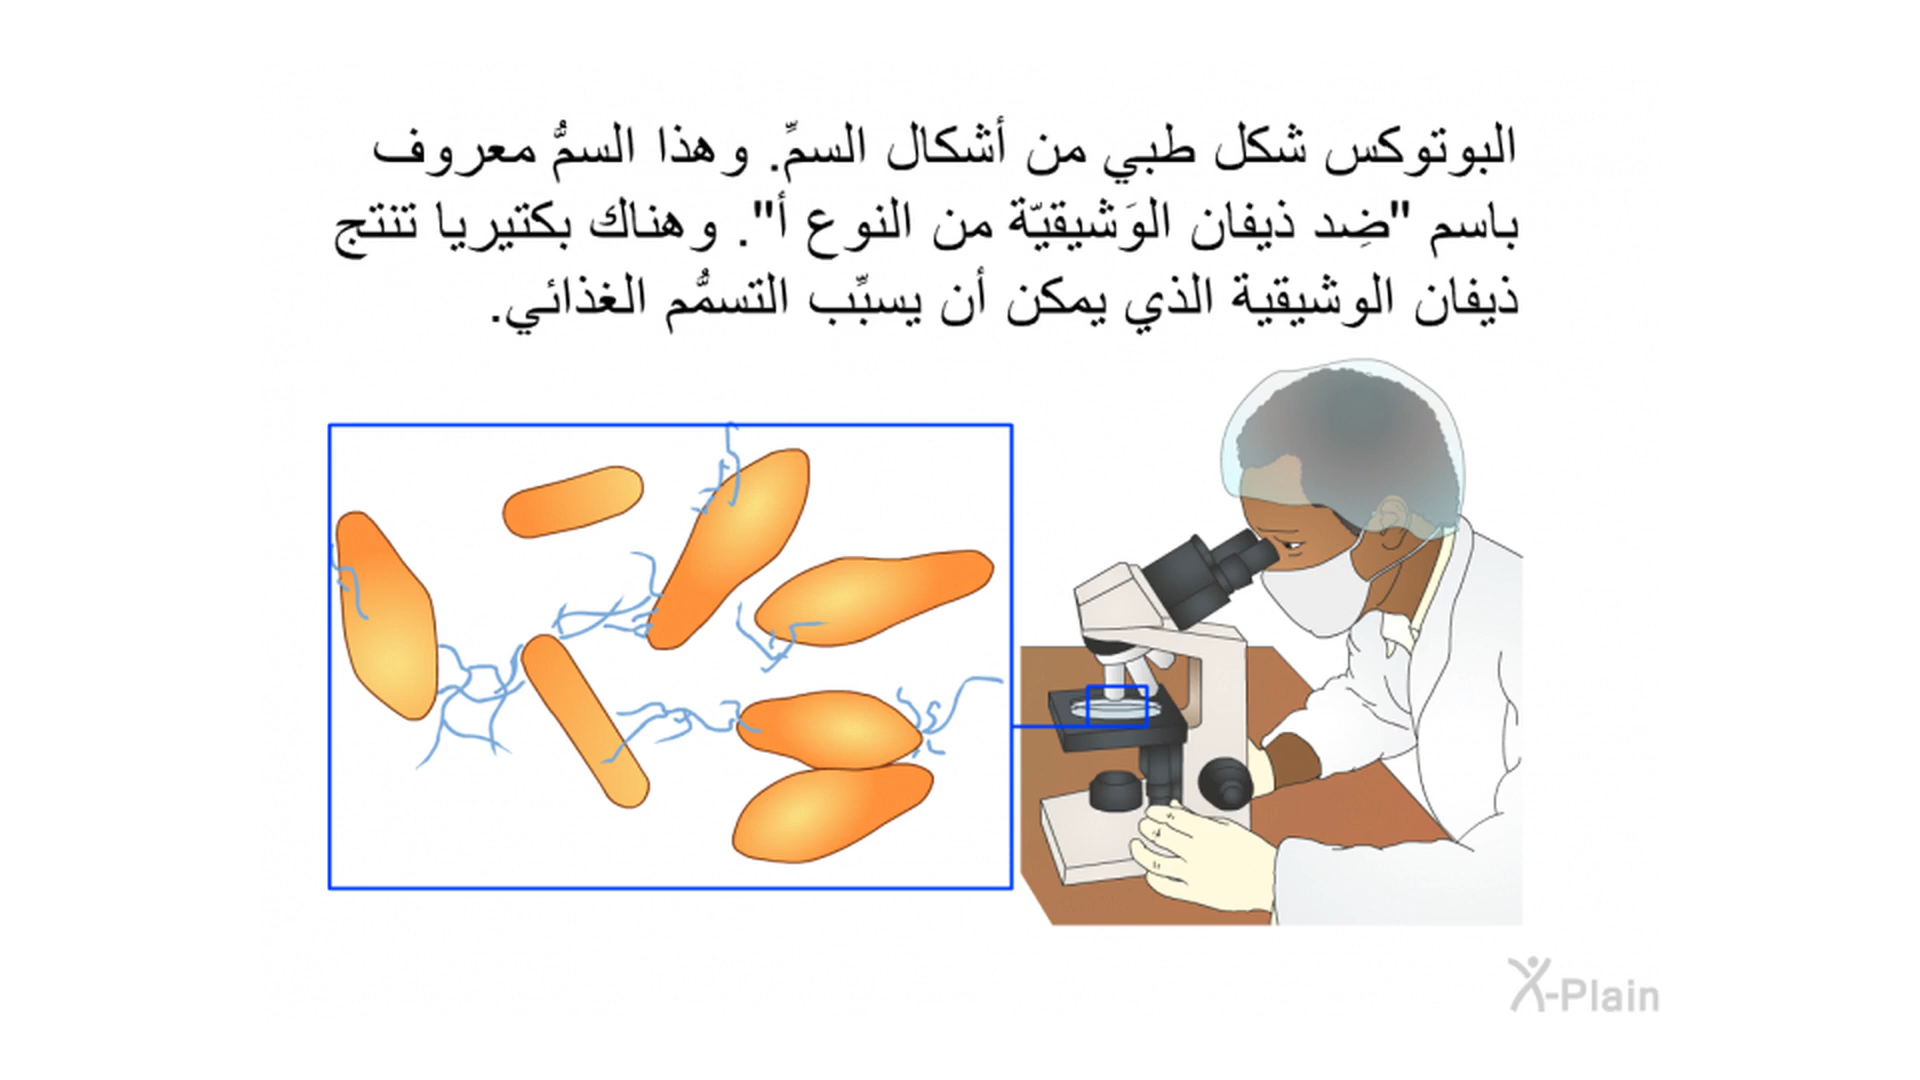 البوتوكس شكل طبي من أشكال السمِّ. وهذا السمُّ معروف
باسم "ضِد ذيفان الوَشيقيّة من النوع أ". وهناك بكتيريا تنتج
ذيفان الوشيقية الذي يمكن أن يسبِّب التسمُّم الغذائي.
X-Plain